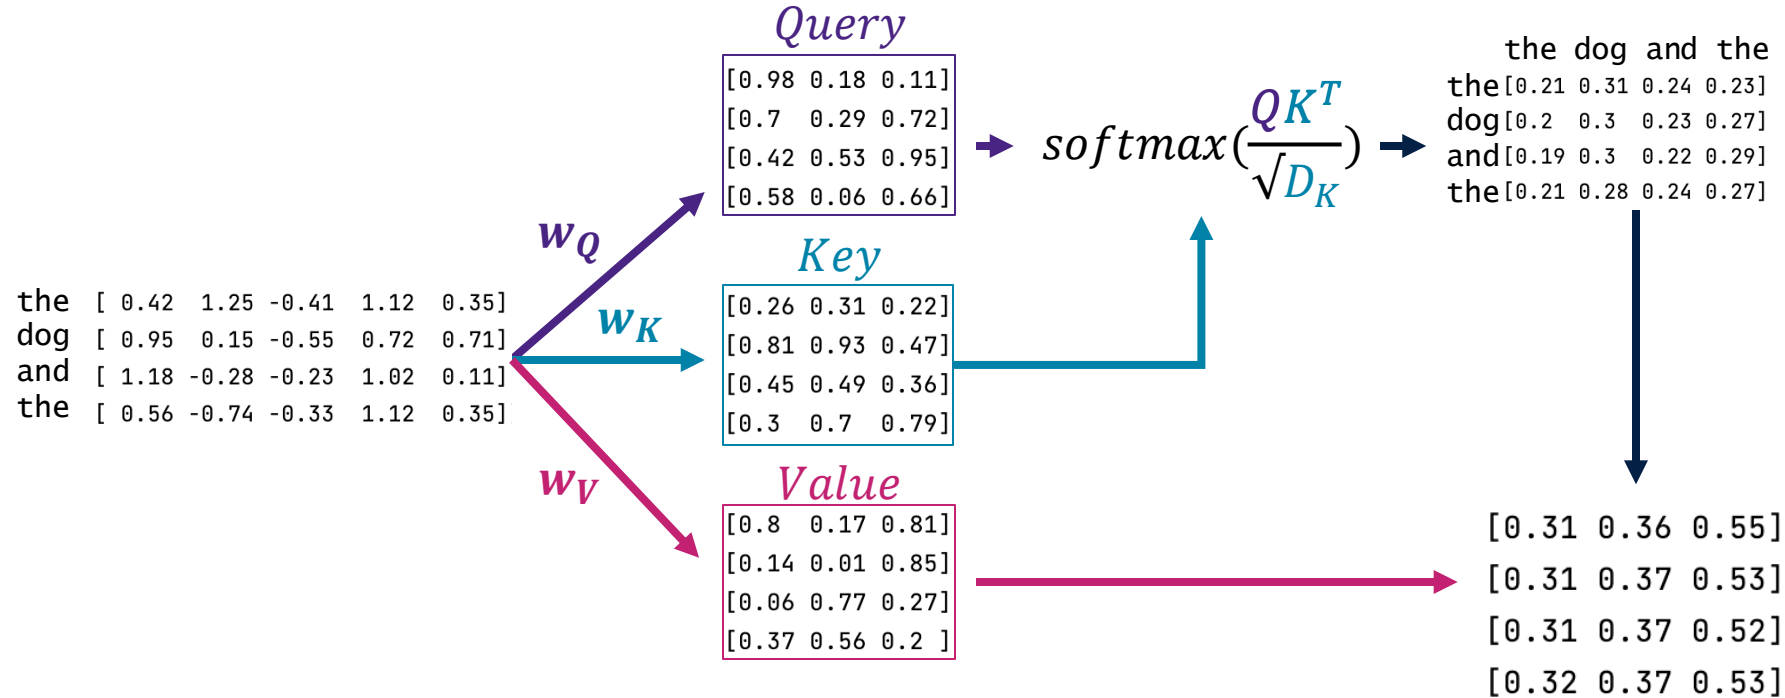 the [ 0.42 1.25 -0.41 1.12 0.35]
dog [ 0.95 0.15 -0.55 0.72 0.71]
and [ 1.18 -0.28 -0.23 1.02 0.11]
the [ 0.56 -0.74 -0.33 1.12 0.35]
w_Q
w_K
w_V
Query
[0.98 0.18 0.11]
[0.7 0.29 0.72]
[0.42 0.53 0.95]
[0.58 0.06 0.66]
Key
[0.26 0.31 0.22]
[0.81 0.93 0.47]
[0.45 0.49 0.36]
[0.3 0.7 0.79]
Value
[0.8 0.17 0.81]
[0.14 0.01 0.85]
[0.06 0.77 0.27]
[0.37 0.56 0.2 ]
softmax(QK^T/√D_K)
the dog and the
the[0.21 0.31 0.24 0.23]
dog[0.2 0.3 0.23 0.27]
and[0.19 0.3 0.22 0.29]
the[0.21 0.28 0.24 0.27]
[0.31 0.36 0.55]
[0.31 0.37 0.53]
[0.31 0.37 0.52]
[0.32 0.37 0.53]